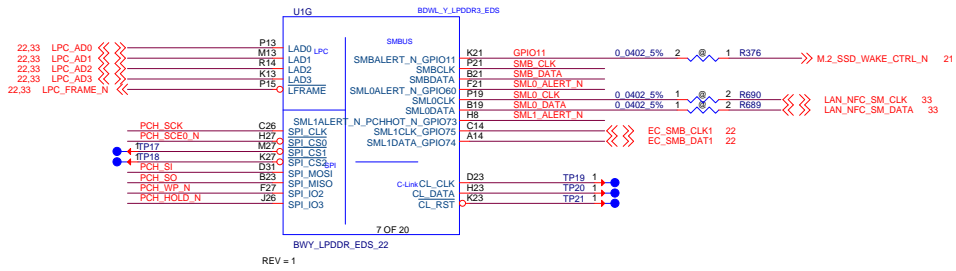 U1G
BDWL_Y_LPDDR3_EDS
22,33 LPC_AD0 P13 LAD0 LPC SMBUS
22,33 LPC_AD1 M13 LAD1 SMBALERT_N_GPIO11 K21 GPIO11 0_0402_5% 2 @ 1 R376 M.2_SSD_WAKE_CTRL_N 21
22,33 LPC_AD2 R14 LAD2 SMBCLK P21 SMB_CLK
22,33 LPC_AD3 K13 LAD3 SMBDATA B21 SMB_DATA
22,33 LPC_FRAME_N P15 LFRAME SML0ALERT_N_GPIO60 F21 SML0_ALERT_N
SML0CLK P19 SML0_CLK 0_0402_5% 1 @ 2 R690 LAN_NFC_SM_CLK 33
SML0DATA B19 SML0_DATA 0_0402_5% 1 @ 2 R689 LAN_NFC_SM_DATA 33
SML1ALERT_N_PCHHOT_N_GPIO73 H8 SML1_ALERT_N
PCH_SCK C26 SPI_CLK SML1CLK_GPIO75 C14 EC_SMB_CLK1 22
PCH_SCE0_N H27 SPI_CS0 SML1DATA_GPIO74 A14 EC_SMB_DAT1 22
1 TP17 M27 SPI_CS1
1 TP18 K27 SPI_CS2 SPI
PCH_SI D31 SPI_MOSI
PCH_SO B23 SPI_MISO C-Link CL_CLK D23 TP19 1
PCH_WP_N F27 SPI_IO2 CL_DATA H23 TP20 1
PCH_HOLD_N J26 SPI_IO3 CL_RST K23 TP21 1
7 OF 20
BWY_LPDDR_EDS_22
REV = 1